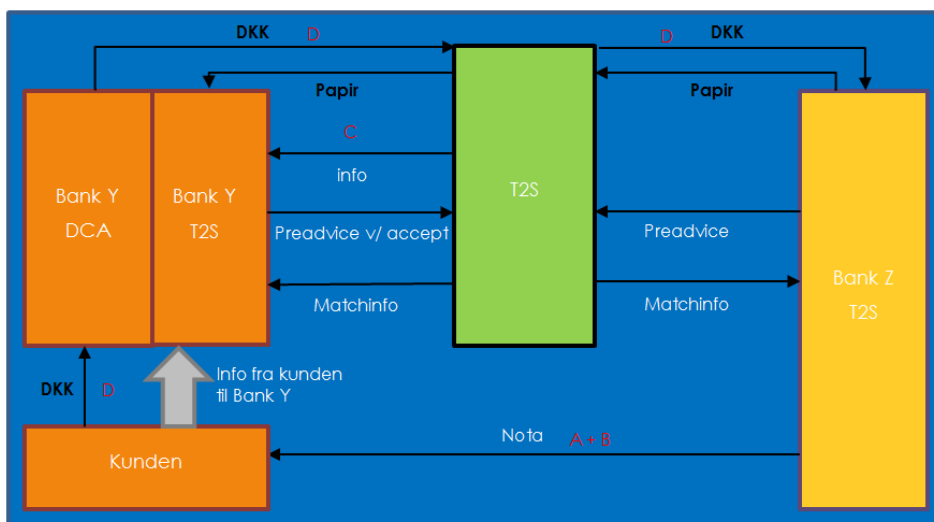 DKK D
D DKK
Papir
Papir
C
info
Bank Y
DCA
Bank Y
T2S
T2S
Preadvice v/ accept
Preadvice
Matchinfo
Matchinfo
Bank Z
T2S
DKK D
Info fra kunden
til Bank Y
Nota A + B
Kunden